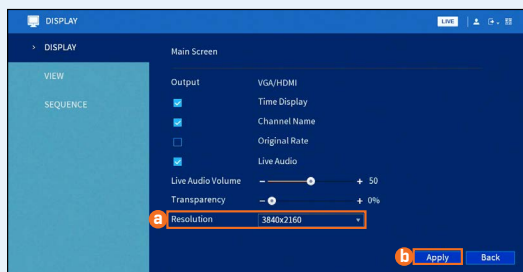 DISPLAY
LIVE
> DISPLAY
VIEW
SEQUENCE
Main Screen
Output VGA/HDMI
Time Display
Channel Name
Original Rate
Live Audio
Live Audio Volume - + 50
Transparency - + 0%
a Resolution 3840x2160
b Apply Back